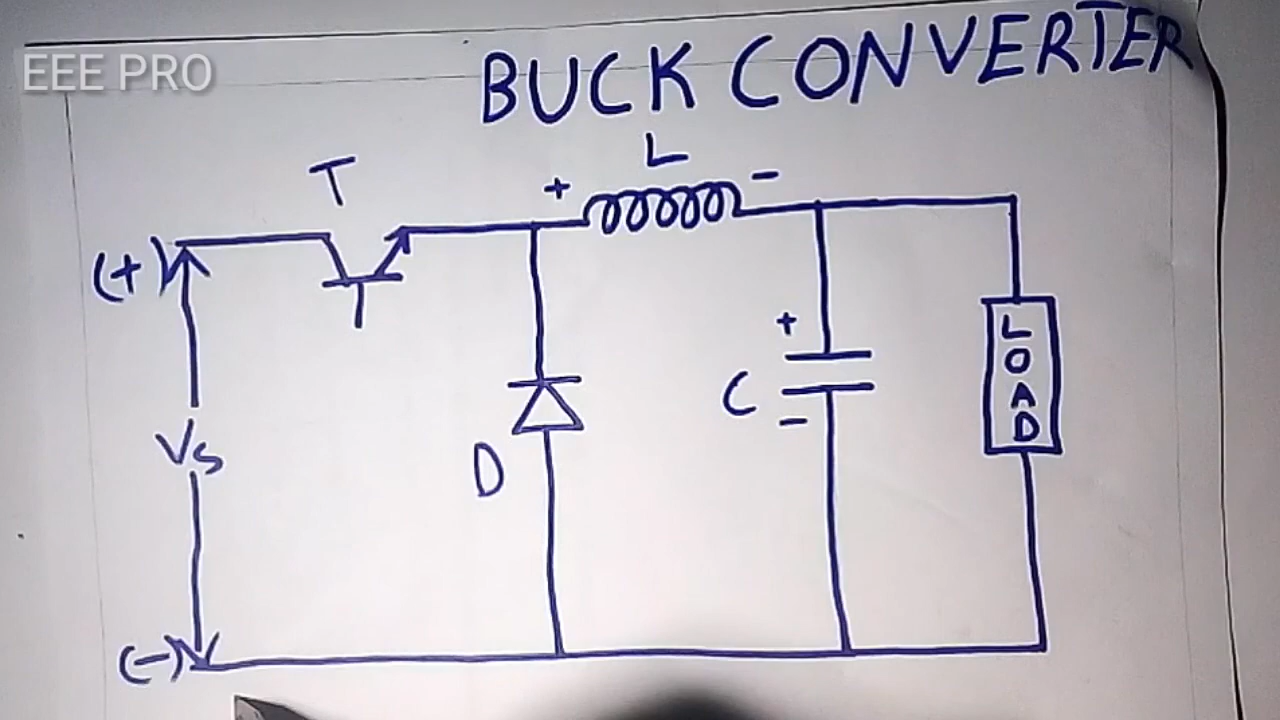 EEE PRO
BUCK CONVERTER
L
T
+ -
(+)
+
LOAD
C
-
Vs
D
(-)